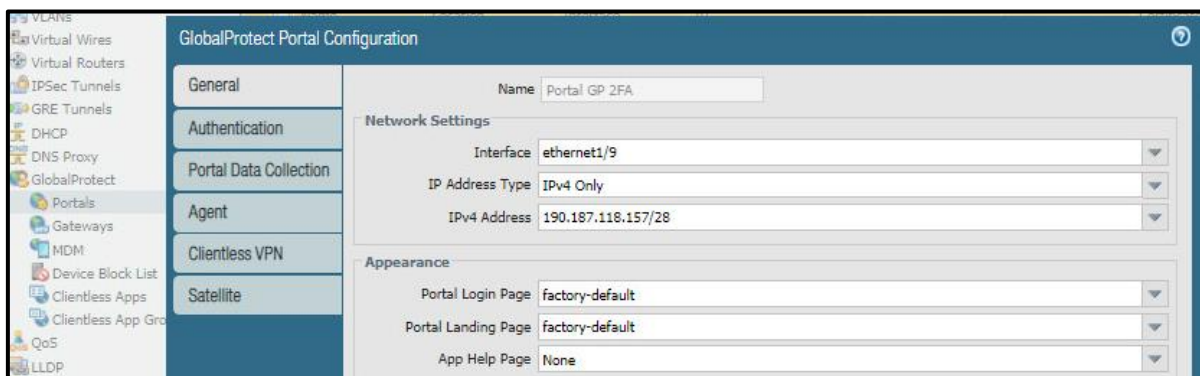 VLANs
Virtual Wires
Virtual Routers
IPSec Tunnels
GRE Tunnels
DHCP
DNS Proxy
GlobalProtect
Portals
Gateways
MDM
Device Block List
Clientless Apps
Clientless App Gro
QoS
LLDP
GlobalProtect Portal Configuration
General
Authentication
Portal Data Collection
Agent
Clientless VPN
Satellite
Name Portal GP 2FA
Network Settings
Interface ethernet1/9
IP Address Type IPv4 Only
IPv4 Address 190.187.118.157/28
Appearance
Portal Login Page factory-default
Portal Landing Page factory-default
App Help Page None